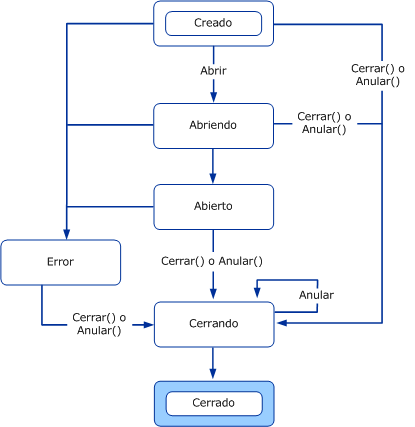 Creado
Abrir
Cerrar() o
Anular()
Abriendo
Cerrar() o
Anular()
Abierto
Error
Cerrar() o Anular()
Cerrar() o
Anular()
Cerrando
Anular
Cerrado